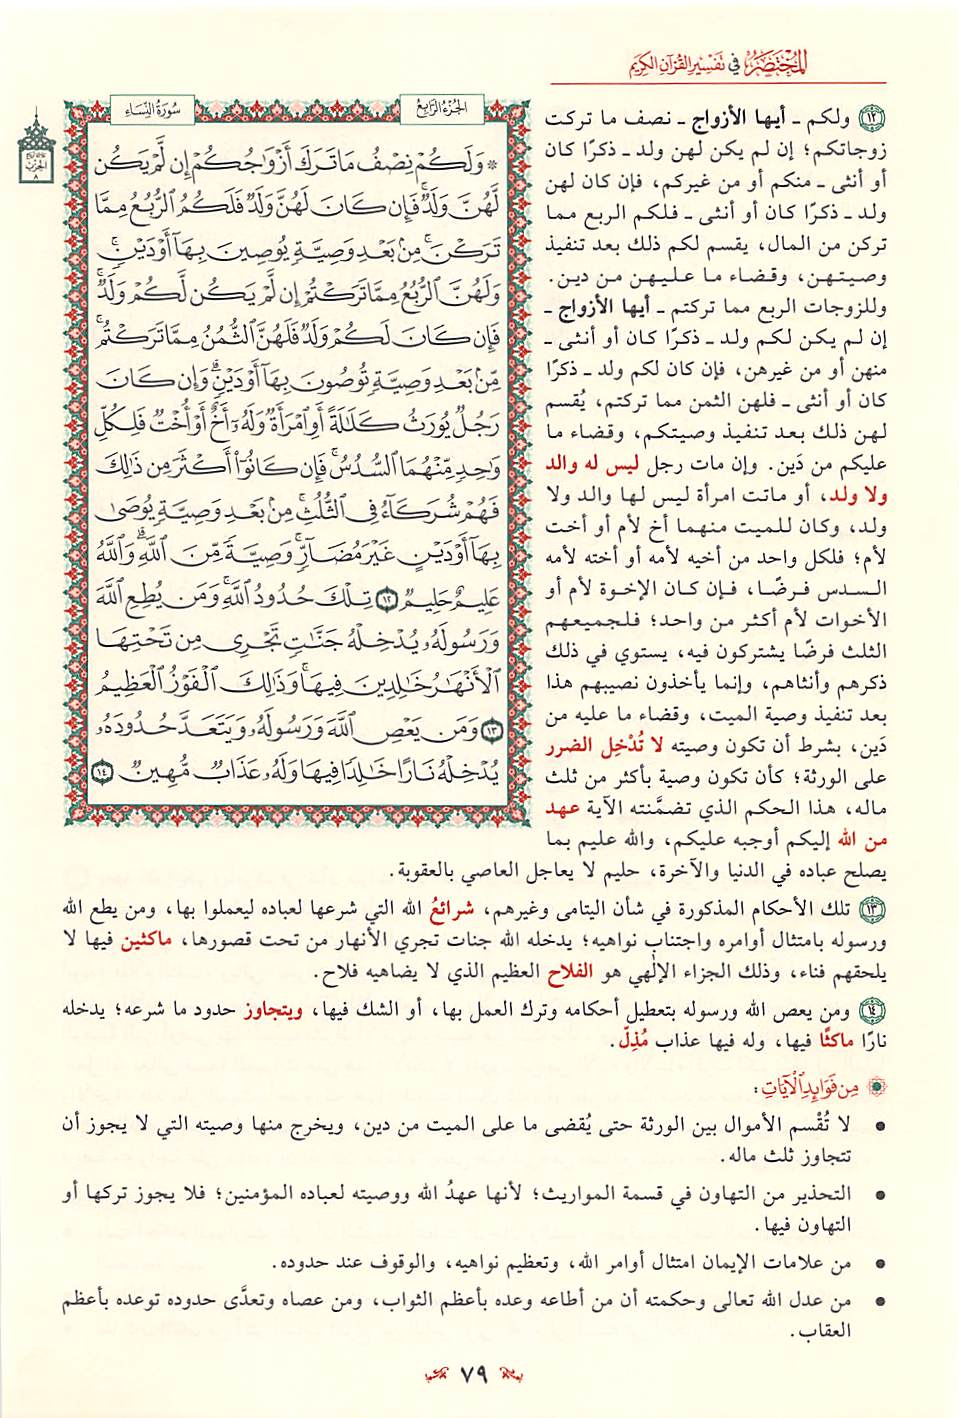 المختصر في تفسير القرآن الكريم
الجزء الرابع
سورة النساء
۞ وَلَكُمْ نِصْفُ مَا تَرَكَ أَزْوَٰجُكُمْ إِن لَّمْ يَكُن
لَّهُنَّ وَلَدٌ ۚ فَإِن كَانَ لَهُنَّ وَلَدٌ فَلَكُمُ ٱلرُّبُعُ مِمَّا
تَرَكْنَ ۚ مِنۢ بَعْدِ وَصِيَّةٍ يُوصِينَ بِهَآ أَوْ دَيْنٍ ۚ
وَلَهُنَّ ٱلرُّبُعُ مِمَّا تَرَكْتُمْ إِن لَّمْ يَكُن لَّكُمْ وَلَدٌ ۚ
فَإِن كَانَ لَكُمْ وَلَدٌ فَلَهُنَّ ٱلثُّمُنُ مِمَّا تَرَكْتُم ۚ
مِّنۢ بَعْدِ وَصِيَّةٍ تُوصُونَ بِهَآ أَوْ دَيْنٍ ۗ وَإِن كَانَ
رَجُلٌ يُورَثُ كَلَٰلَةً أَوِ ٱمْرَأَةٌ وَلَهُۥٓ أَخٌ أَوْ أُخْتٌ فَلِكُلِّ
وَٰحِدٍ مِّنْهُمَا ٱلسُّدُسُ ۚ فَإِن كَانُوٓا۟ أَكْثَرَ مِن ذَٰلِكَ
فَهُمْ شُرَكَآءُ فِى ٱلثُّلُثِ ۚ مِنۢ بَعْدِ وَصِيَّةٍ يُوصَىٰ
بِهَآ أَوْ دَيْنٍ غَيْرَ مُضَآرٍّ ۚ وَصِيَّةً مِّنَ ٱللَّهِ ۗ وَٱللَّهُ
عَلِيمٌ حَلِيمٌ ١٢ تِلْكَ حُدُودُ ٱللَّهِ ۚ وَمَن يُطِعِ ٱللَّهَ
وَرَسُولَهُۥ يُدْخِلْهُ جَنَّٰتٍ تَجْرِى مِن تَحْتِهَا
ٱلْأَنْهَٰرُ خَٰلِدِينَ فِيهَا ۚ وَذَٰلِكَ ٱلْفَوْزُ ٱلْعَظِيمُ
١٣ وَمَن يَعْصِ ٱللَّهَ وَرَسُولَهُۥ وَيَتَعَدَّ حُدُودَهُۥ
يُدْخِلْهُ نَارًا خَٰلِدًا فِيهَا وَلَهُۥ عَذَابٌ مُّهِينٌ ١٤
١٢ ولكم ـ أيها الأزواج ـ نصف ما تركت
زوجاتكم؛ إن لم يكن لهن ولد ـ ذكرًا كان
أو أنثى ـ منكم أو من غيركم، فإن كان لهن
ولد ـ ذكرًا كان أو أنثى ـ فلكم الربع مما
تركن من المال، يقسم لكم ذلك بعد تنفيذ
وصيتهن، وقضاء ما عليهن من دين.
وللزوجات الربع مما تركتم ـ أيها الأزواج ـ
إن لم يكن لكم ولد ـ ذكرًا كان أو أنثى ـ
منهن أو من غيرهن، فإن كان لكم ولد ـ ذكرًا
كان أو أنثى ـ فلهن الثمن مما تركتم، يُقسم
لهن ذلك بعد تنفيذ وصيتكم، وقضاء ما
عليكم من دَين. وإن مات رجل ليس له والد
ولا ولد، أو ماتت امرأة ليس لها والد ولا
ولد، وكان للميت منهما أخ لأم أو أخت
لأم؛ فلكل واحد من أخيه لأمه أو أخته لأمه
السدس فرضًا، فإن كان الإخوة لأم أو
الأخوات لأم أكثر من واحد؛ فلجميعهم
الثلث فرضًا يشتركون فيه، يستوي في ذلك
ذكرهم وأنثاهم، وإنما يأخذون نصيبهم هذا
بعد تنفيذ وصية الميت، وقضاء ما عليه من
دَين، بشرط أن تكون وصيته لا تُدْخِل الضرر
على الورثة؛ كأن تكون وصية بأكثر من ثلث
ماله، هذا الحكم الذي تضمَّنته الآية عهد
من الله إليكم أوجبه عليكم، والله عليم بما
يصلح عباده في الدنيا والآخرة، حليم لا يعاجل العاصي بالعقوبة.
١٣ تلك الأحكام المذكورة في شأن اليتامى وغيرهم، شرائعُ الله التي شرعها لعباده ليعملوا بها، ومن يطع الله
ورسوله بامتثال أوامره واجتناب نواهيه؛ يدخله الله جنات تجري الأنهار من تحت قصورها، ماكثين فيها لا
يلحقهم فناء، وذلك الجزاء الإلٰهي هو الفلاح العظيم الذي لا يضاهيه فلاح.
١٤ ومن يعص الله ورسوله بتعطيل أحكامه وترك العمل بها، أو الشك فيها، ويتجاوز حدود ما شرعه؛ يدخله
نارًا ماكثًا فيها، وله فيها عذاب مُذِلّ.
من فوائد الآيات:
• لا تُقْسم الأموال بين الورثة حتى يُقضى ما على الميت من دين، ويخرج منها وصيته التي لا يجوز أن
تتجاوز ثلث ماله.
• التحذير من التهاون في قسمة المواريث؛ لأنها عهدُ الله ووصيته لعباده المؤمنين؛ فلا يجوز تركها أو
التهاون فيها.
• من علامات الإيمان امتثال أوامر الله، وتعظيم نواهيه، والوقوف عند حدوده.
• من عدل الله تعالى وحكمته أن من أطاعه وعده بأعظم الثواب، ومن عصاه وتعدَّى حدوده توعده بأعظم
العقاب.
٧٩